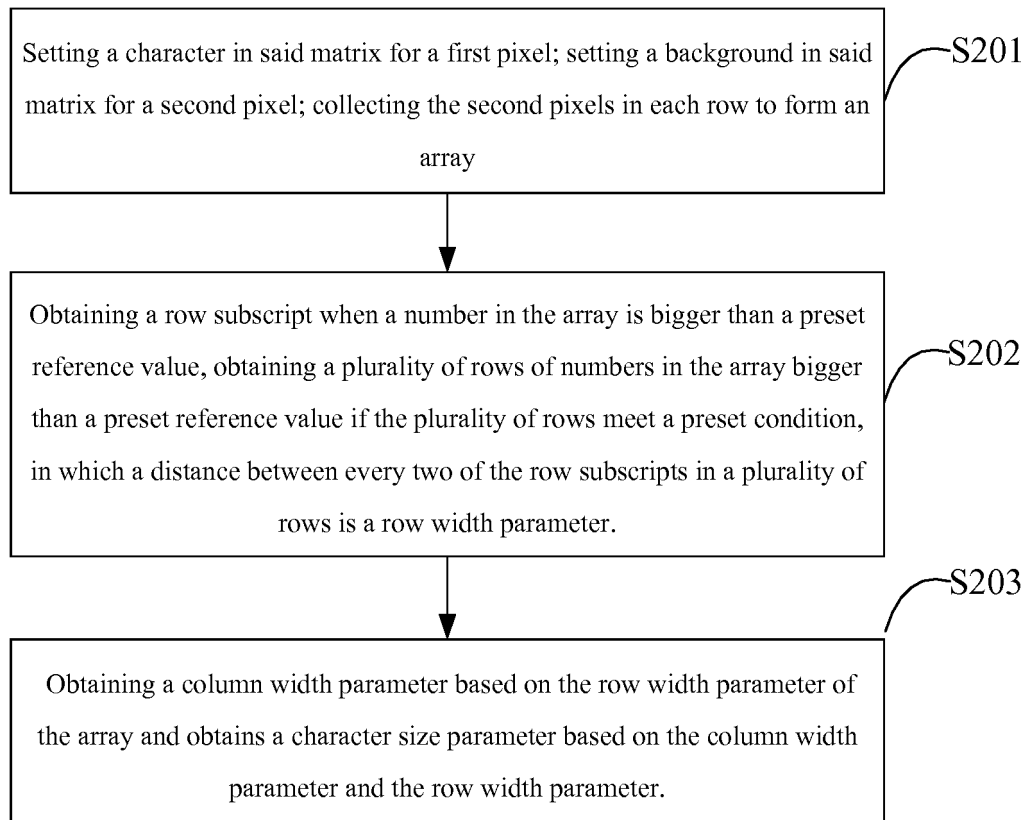 Setting a character in said matrix for a first pixel; setting a background in said
matrix for a second pixel; collecting the second pixels in each row to form an
array
S201
Obtaining a row subscript when a number in the array is bigger than a preset
reference value, obtaining a plurality of rows of numbers in the array bigger
than a preset reference value if the plurality of rows meet a preset condition,
in which a distance between every two of the row subscripts in a plurality of
rows is a row width parameter.
S202
S203
Obtaining a column width parameter based on the row width parameter of
the array and obtains a character size parameter based on the column width
parameter and the row width parameter.